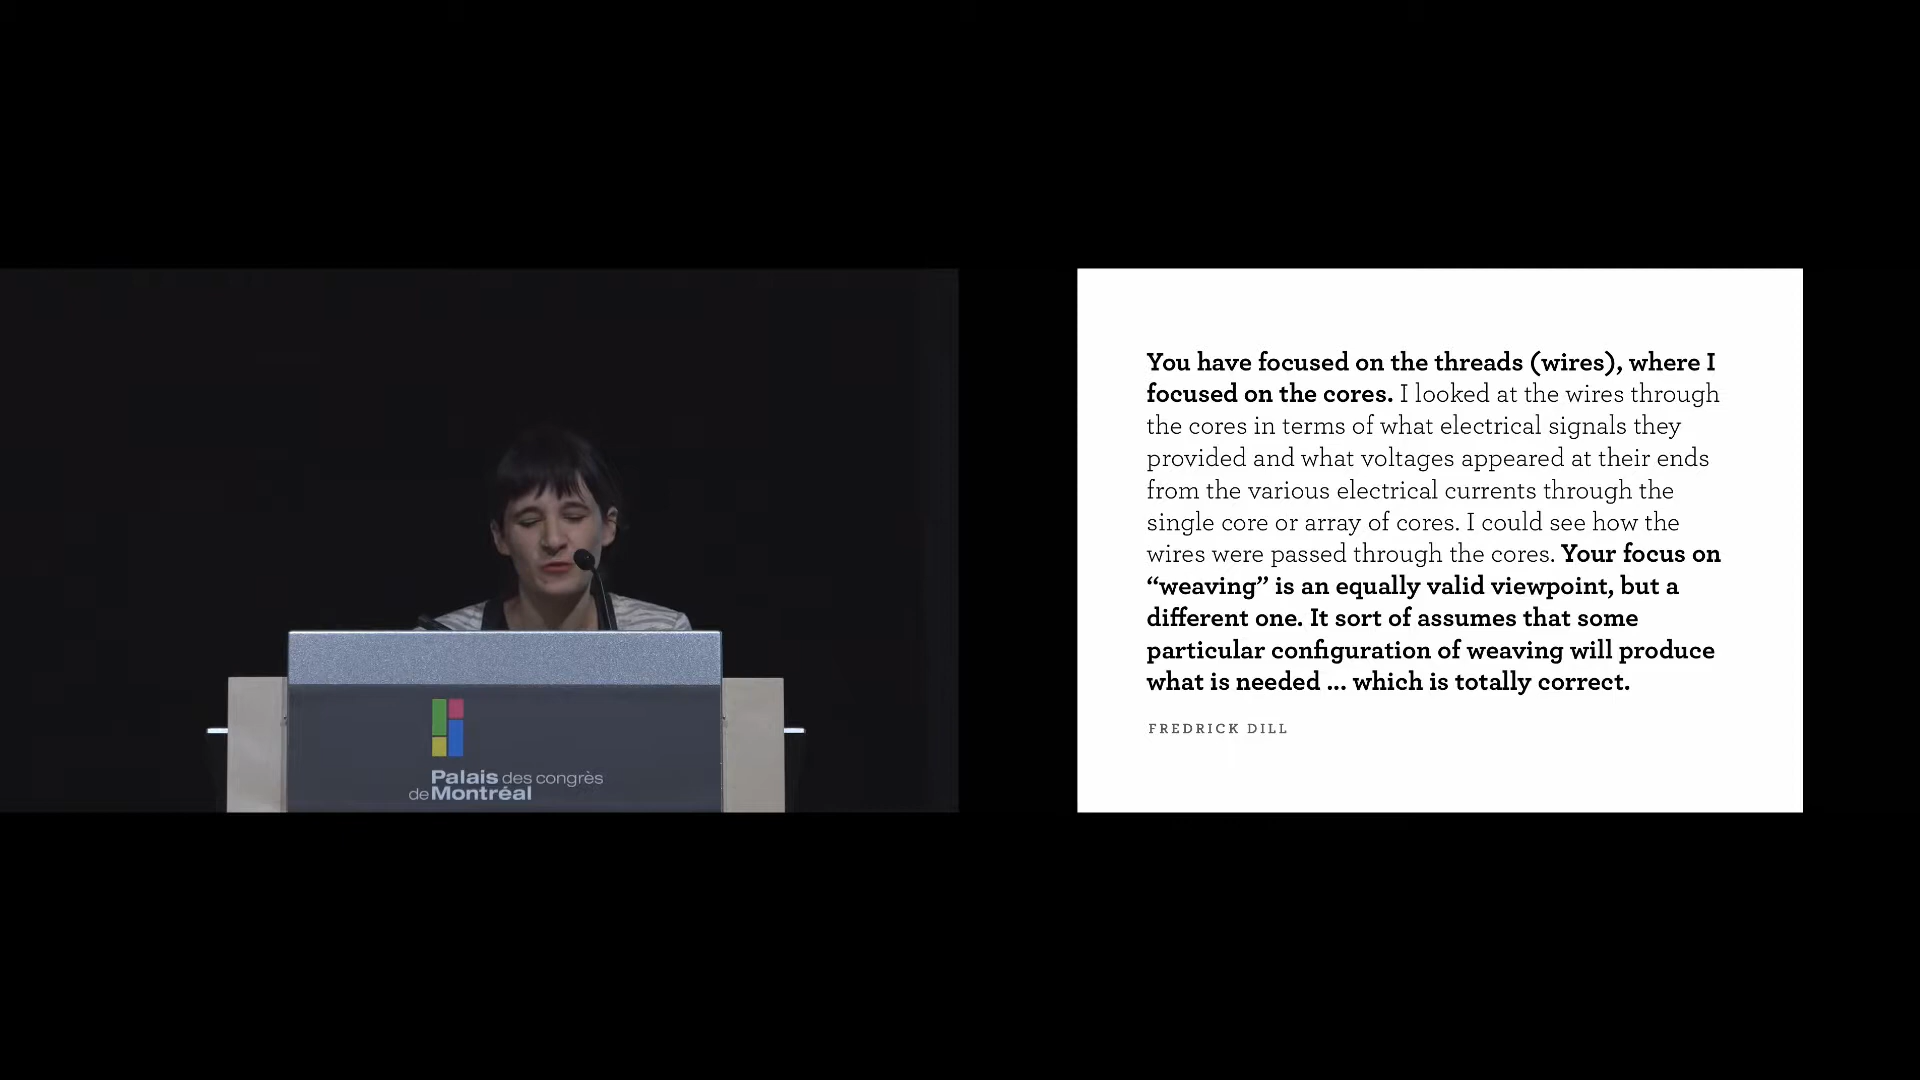 You have focused on the threads (wires), where I
focused on the cores. I looked at the wires through
the cores in terms of what electrical signals they
provided and what voltages appeared at their ends
from the various electrical currents through the
single core or array of cores. I could see how the
wires were passed through the cores. Your focus on
“weaving” is an equally valid viewpoint, but a
different one. It sort of assumes that some
particular configuration of weaving will produce
what is needed ... which is totally correct.
FREDRICK DILL
Palais des congrès
de Montréal